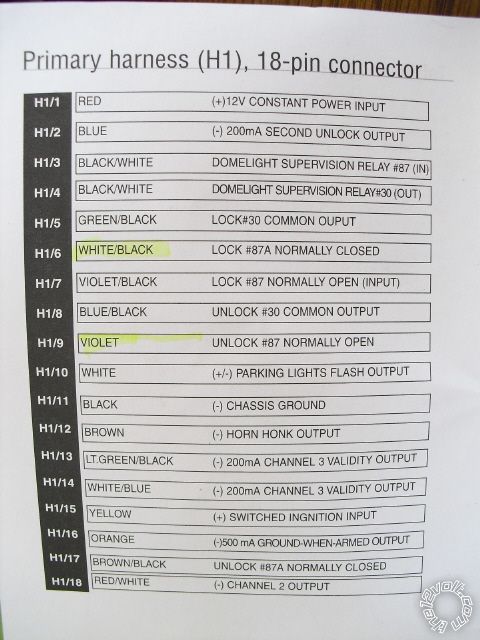 Primary harness (H1), 18-pin connector
H1/1 RED (+)12V CONSTANT POWER INPUT
H1/2 BLUE (-) 200mA SECOND UNLOCK OUTPUT
H1/3 BLACK/WHITE DOMELIGHT SUPERVISION RELAY #87 (IN)
H1/4 BLACK/WHITE DOMELIGHT SUPERVISION RELAY#30 (OUT)
H1/5 GREEN/BLACK LOCK#30 COMMON OUPUT
H1/6 WHITE/BLACK LOCK #87A NORMALLY CLOSED
H1/7 VIOLET/BLACK LOCK #87 NORMALLY OPEN (INPUT)
H1/8 BLUE/BLACK UNLOCK #30 COMMON OUTPUT
H1/9 VIOLET UNLOCK #87 NORMALLY OPEN
H1/10 WHITE (+/-) PARKING LIGHTS FLASH OUTPUT
H1/11 BLACK (-) CHASSIS GROUND
H1/12 BROWN (-) HORN HONK OUTPUT
H1/13 LT.GREEN/BLACK (-) 200mA CHANNEL 3 VALIDITY OUTPUT
H1/14 WHITE/BLUE (-) 200mA CHANNEL 3 VALIDITY OUTPUT
H1/15 YELLOW (+) SWITCHED INGNITION INPUT
H1/16 ORANGE (-)500 mA GROUND-WHEN-ARMED OUTPUT
H1/17 BROWN/BLACK UNLOCK #87A NORMALLY CLOSED
H1/18 RED/WHITE (-) CHANNEL 2 OUTPUT
the12volt.com